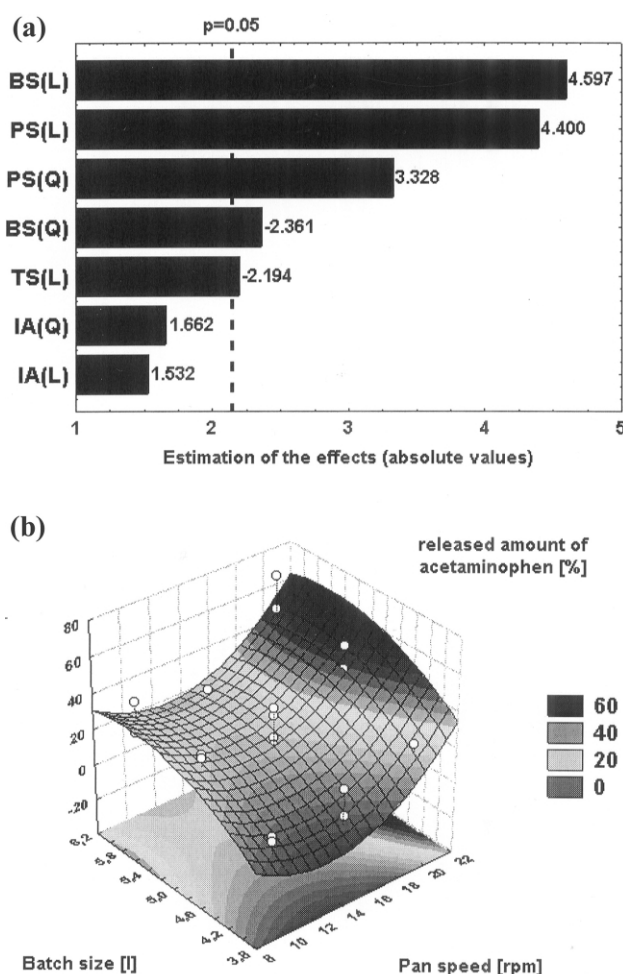 (a)
p=0.05
BS(L)
4.597
PS(L)
4.400
PS(Q)
3.328
BS(Q)
-2.361
TS(L)
-2.194
IA(Q)
1.662
IA(L)
1.532
1 2 3 4 5
Estimation of the effects (absolute values)
(b)
released amount of
acetaminophen [%]
80
60
40
20
0
-20
60
40
20
0
6,2
5,8
5,4
5,0
4,6
4,2
3,8
8 10 12 14 16 18 20 22
Batch size [l]
Pan speed [rpm]